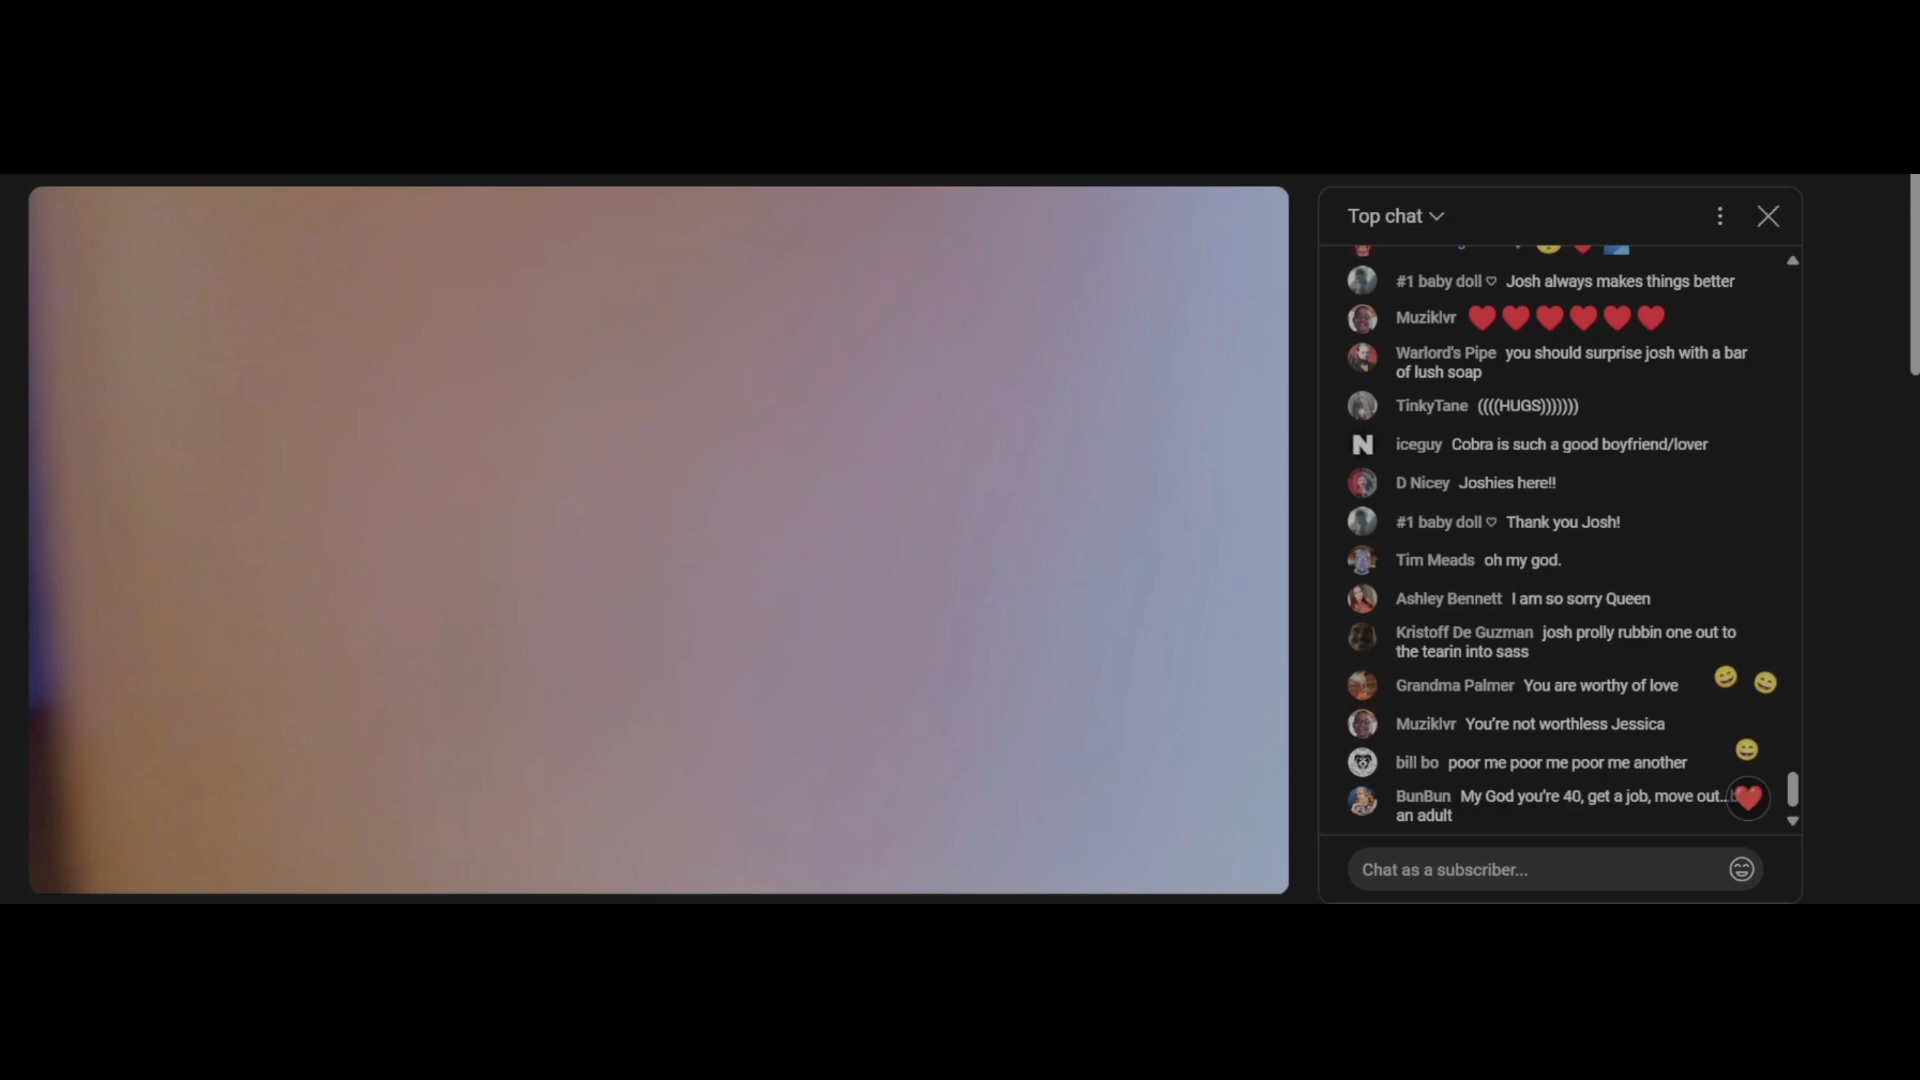 Top chat
#1 baby doll ♡ Josh always makes things better
Muziklvr ❤️❤️❤️❤️❤️❤️
Warlord's Pipe you should surprise josh with a bar
of lush soap
TinkyTane ((((HUGS)))))))
iceguy Cobra is such a good boyfriend/lover
D Nicey Joshies here!!
#1 baby doll ♡ Thank you Josh!
Tim Meads oh my god.
Ashley Bennett I am so sorry Queen
Kristoff De Guzman josh prolly rubbin one out to
the tearin into sass
Grandma Palmer You are worthy of love
Muziklvr You're not worthless Jessica
bill bo poor me poor me poor me another
BunBun My God you're 40, get a job, move out..
an adult
Chat as a subscriber...